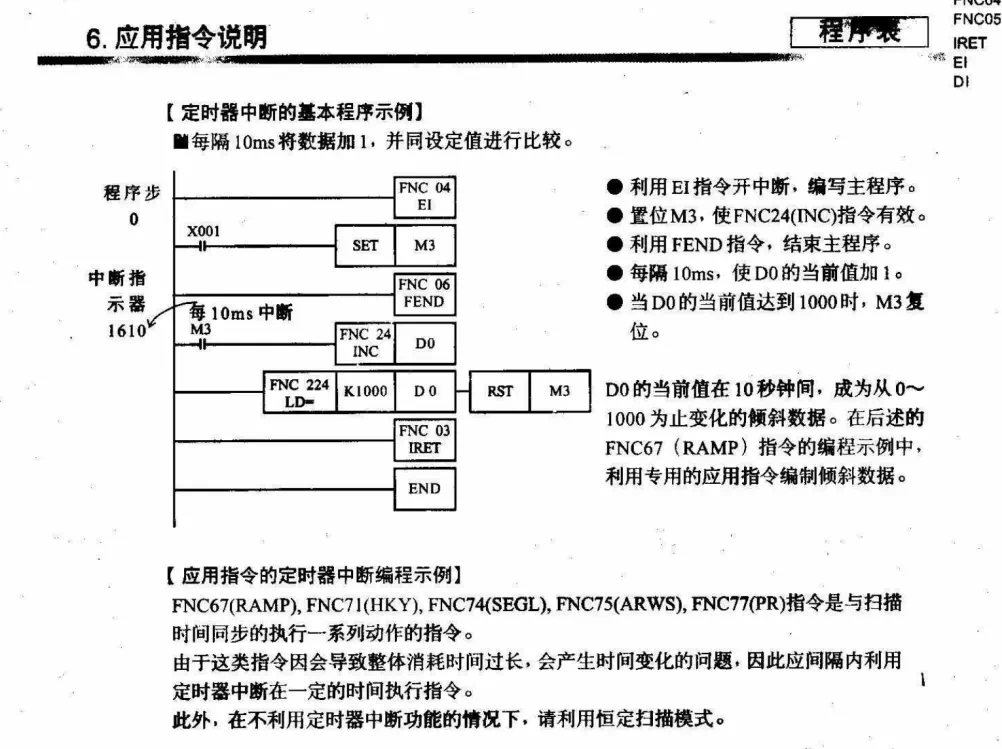 FNC04
FNC05
IRET
EI
DI
6. 应用指令说明
程序表
【 定时器中断的基本程序示例】
■每隔 10ms 将数据加 1，并同设定值进行比较。
程序步
0
FNC 04
EI
X001
SET M3
中断指
示器
1610
FNC 06
FEND
每 10ms 中断
M3
FNC 24
INC
D0
FNC 224
LD=
K1000 D 0 RST M3
FNC 03
IRET
END
● 利用 EI 指令开中断，编写主程序。
● 置位 M3，使FNC24(INC)指令有效。
● 利用 FEND 指令，结束主程序。
● 每隔 10ms，使 D0 的当前值加 1。
● 当 D0 的当前值达到 1000 时，M3 复
位。
D0 的当前值在 10 秒钟间，成为从 0～
1000 为止变化的倾斜数据。在后述的
FNC67（RAMP）指令的编程示例中，
利用专用的应用指令编制倾斜数据。
【 应用指令的定时器中断编程示例】
FNC67(RAMP), FNC71(HKY), FNC74(SEGL), FNC75(ARWS), FNC77(PR)指令是与扫描
时间同步的执行一系列动作的指令。
由于这类指令因会导致整体消耗时间过长，会产生时间变化的问题，因此应间隔内利用
定时器中断在一定的时间执行指令。
此外，在不利用定时器中断功能的情况下，请利用恒定扫描模式。